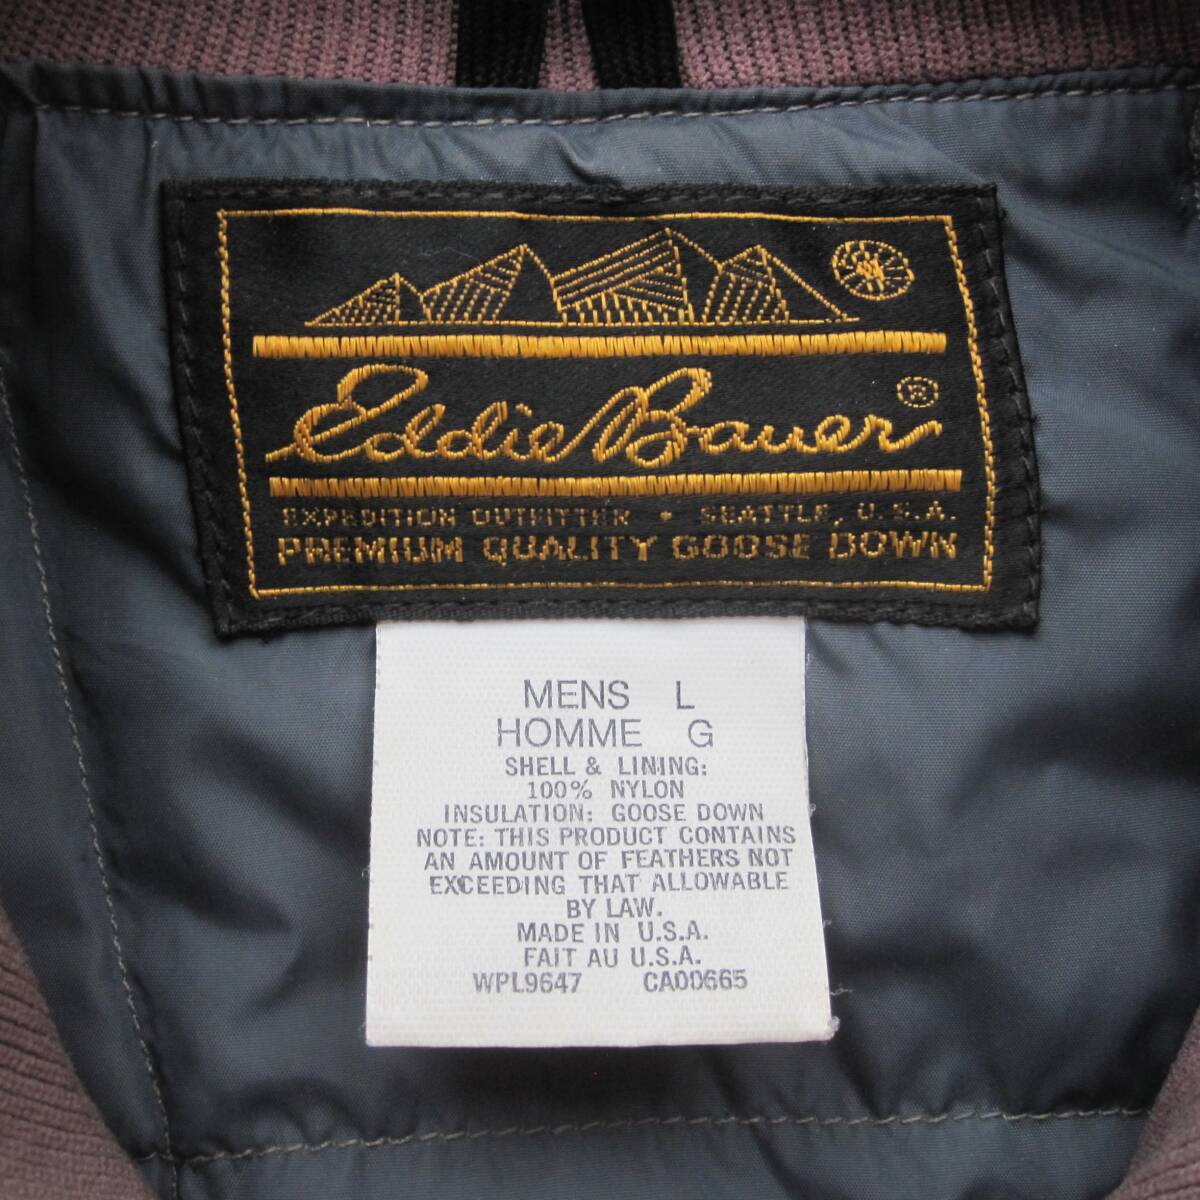 Eddie Bauer ®
EXPEDITION OUTFITTER • SEATTLE, U.S.A.
PREMIUM QUALITY GOOSE DOWN
MENS L
HOMME G
SHELL & LINING:
100% NYLON
INSULATION: GOOSE DOWN
NOTE: THIS PRODUCT CONTAINS
AN AMOUNT OF FEATHERS NOT
EXCEEDING THAT ALLOWABLE
BY LAW.
MADE IN U.S.A.
FAIT AU U.S.A.
WPL9647 CA00665